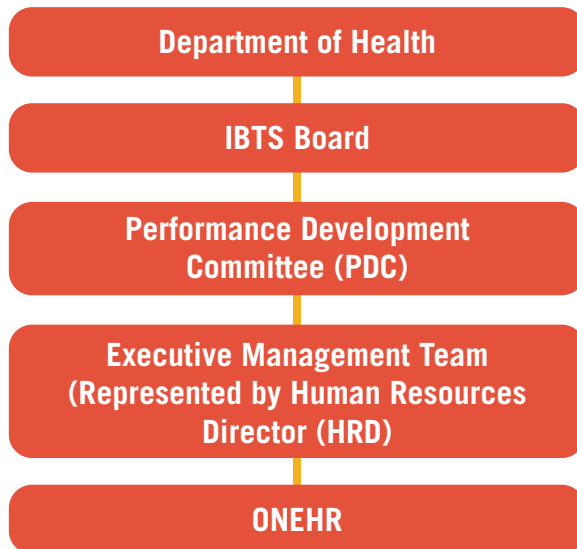 Department of Health
IBTS Board
Performance Development
Committee (PDC)
Executive Management Team
(Represented by Human Resources
Director (HRD)
ONEHR